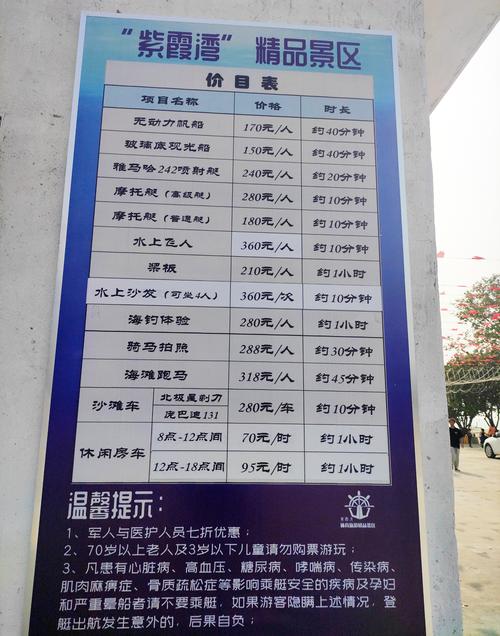 “紫霞湾” 精品景区
价目表
项目名称 价格 时长
无动力帆船 170元/人 约40分钟
玻璃底观光船 150元/人 约40分钟
雅马哈242喷射艇 240元/人 约20分钟
摩托艇（高级艇） 280元/人 约10分钟
摩托艇（普通艇） 180元/人 约10分钟
水上飞人 360元/人 约10分钟
桨板 210元/人 约1小时
水上沙发（可坐4人） 360元/次 约10分钟
海钓体验 280元/人 约1小时
骑马拍照 288元/人 约30分钟
海滩跑马 318元/人 约45分钟
沙滩车 北极星剃刀 280元/车 约10分钟
庞巴迪131
休闲房车 8点-12点间 70元/时 约1小时
12点-18点间 95元/时 约1小时
温馨提示：
1、军人与医护人员七折优惠；
2、70岁以上老人及3岁以下儿童请勿购票游玩；
3、凡患有心脏病、高血压、糖尿病、哮喘病、传染病、
肌肉麻痹症、骨质疏松症等影响乘艇安全的疾病及孕妇
和严重晕船者请不要乘艇，如果游客隐瞒上述情况，登
艇出航发生意外的，后果自负；